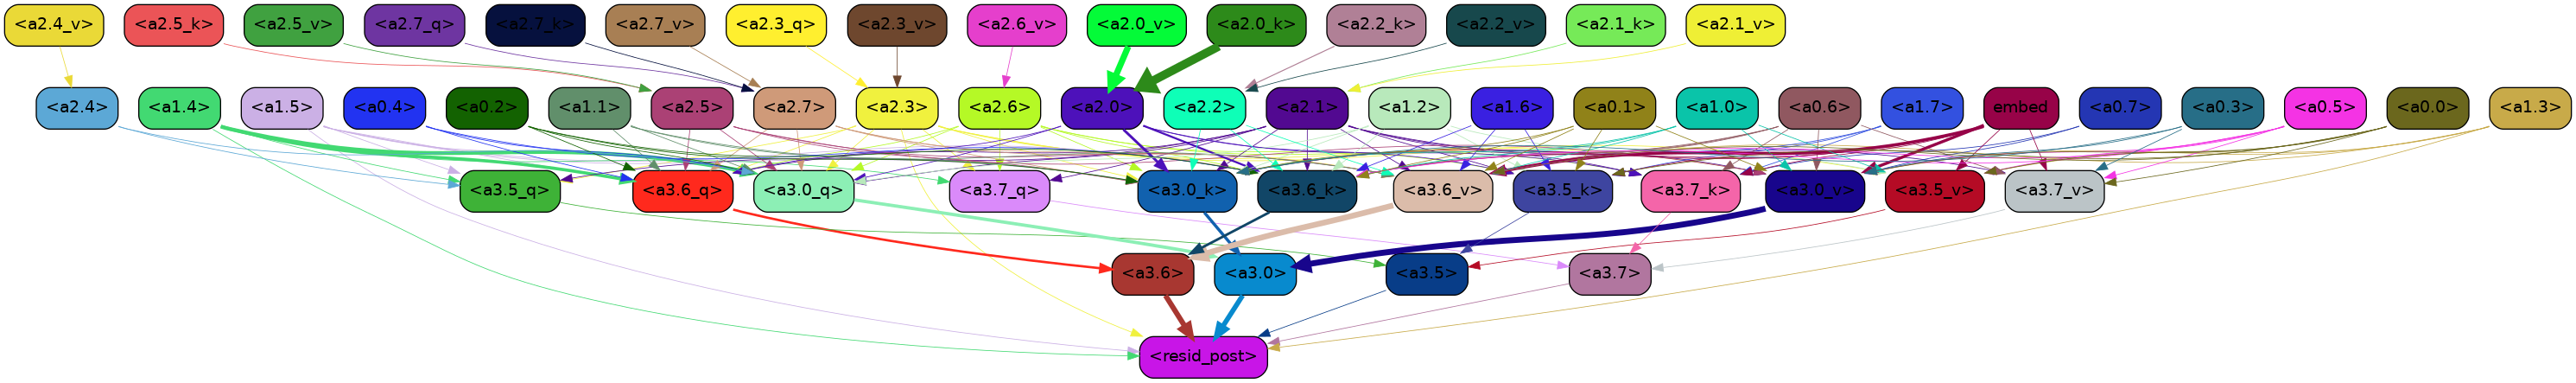 <a2.4_v> <a2.5_k> <a2.5_v> <a2.7_q> <a2.7_k> <a2.7_v> <a2.3_q> <a2.3_v> <a2.6_v> <a2.0_v> <a2.0_k> <a2.2_k> <a2.2_v> <a2.1_k> <a2.1_v>
<a2.4> <a1.4> <a1.5> <a0.4> <a0.2> <a1.1> <a2.5> <a2.7> <a2.3> <a2.6> <a2.0> <a2.2> <a2.1> <a1.2> <a1.6> <a0.1> <a1.0> <a0.6> <a1.7> embed <a0.7> <a0.3> <a0.5> <a0.0> <a1.3>
<a3.5_q> <a3.6_q> <a3.0_q> <a3.7_q> <a3.0_k> <a3.6_k> <a3.6_v> <a3.5_k> <a3.7_k> <a3.0_v> <a3.5_v> <a3.7_v>
<a3.6> <a3.0> <a3.5> <a3.7>
<resid_post>